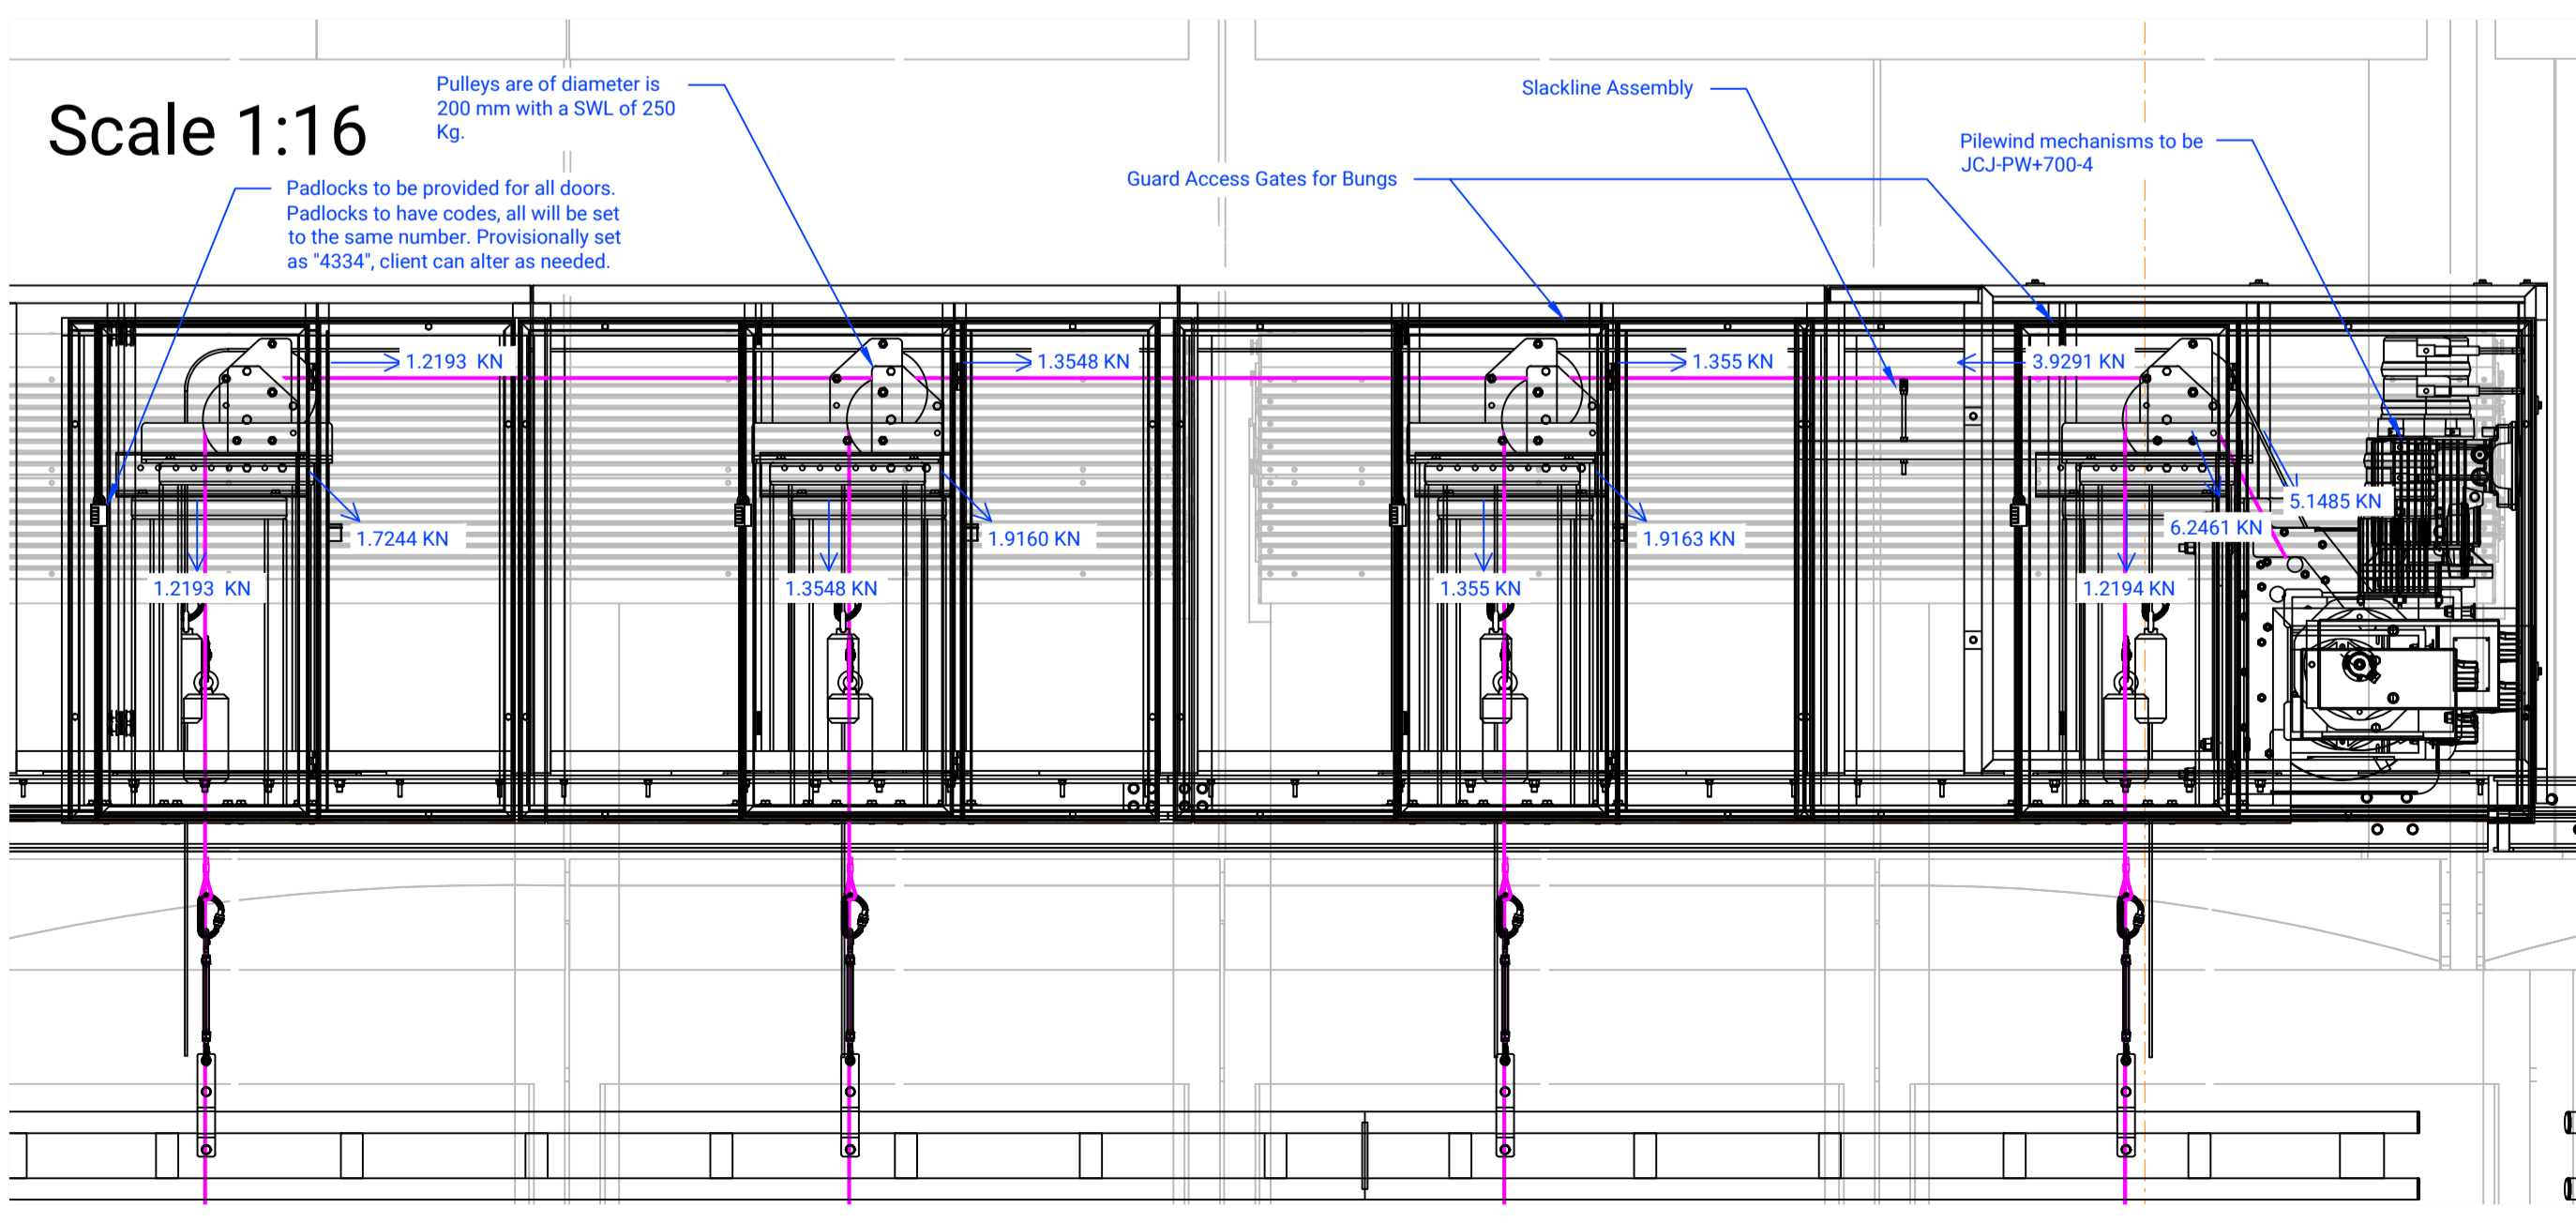 Scale 1:16
Pulleys are of diameter is
200 mm with a SWL of 250
Kg.
Padlocks to be provided for all doors.
Padlocks to have codes, all will be set
to the same number. Provisionally set
as "4334", client can alter as needed.
Slackline Assembly
Guard Access Gates for Bungs
Pilewind mechanisms to be
JCJ-PW+700-4
1.2193 KN
1.3548 KN
1.355 KN
3.9291 KN
1.7244 KN
1.9160 KN
1.9163 KN
6.2461 KN
5.1485 KN
1.2193 KN
1.3548 KN
1.355 KN
1.2194 KN